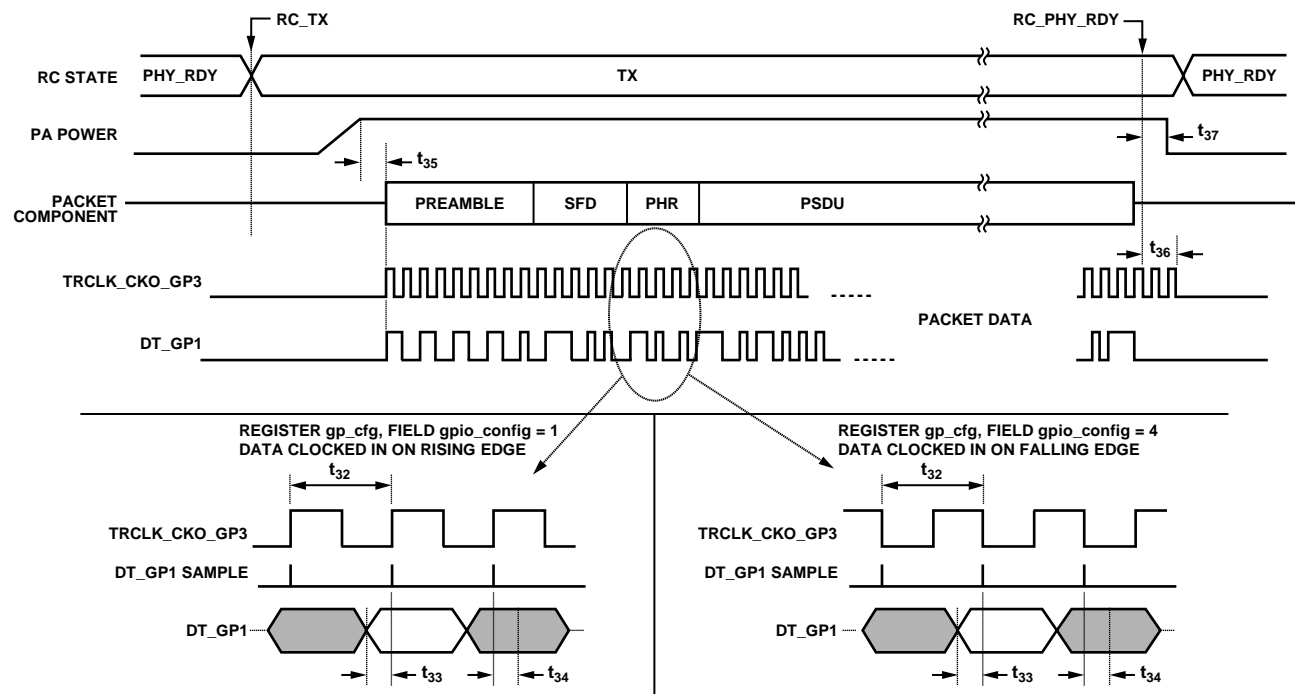 RC_TX
RC_PHY_RDY
RC STATE
PHY_RDY
TX
PHY_RDY
PA POWER
t37
t35
PACKET
COMPONENT
PREAMBLE
SFD
PHR
PSDU
t36
TRCLK_CKO_GP3
PACKET DATA
DT_GP1
REGISTER gp_cfg, FIELD gpio_config = 1
DATA CLOCKED IN ON RISING EDGE
t32
TRCLK_CKO_GP3
DT_GP1 SAMPLE
DT_GP1
t33
t34
REGISTER gp_cfg, FIELD gpio_config = 4
DATA CLOCKED IN ON FALLING EDGE
t32
TRCLK_CKO_GP3
DT_GP1 SAMPLE
DT_GP1
t33
t34